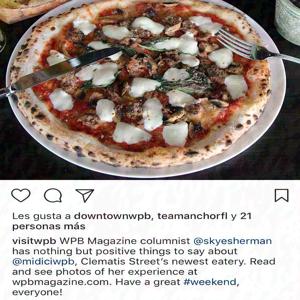 Les gusta a downtownwpb, teamanchorfl y 21
personas más
visitwpb WPB Magazine columnist @skyesherman
has nothing but positive things to say about
@midiciwpb, Clematis Street's newest eatery. Read
and see photos of her experience at
wpbmagazine.com. Have a great #weekend,
everyone!